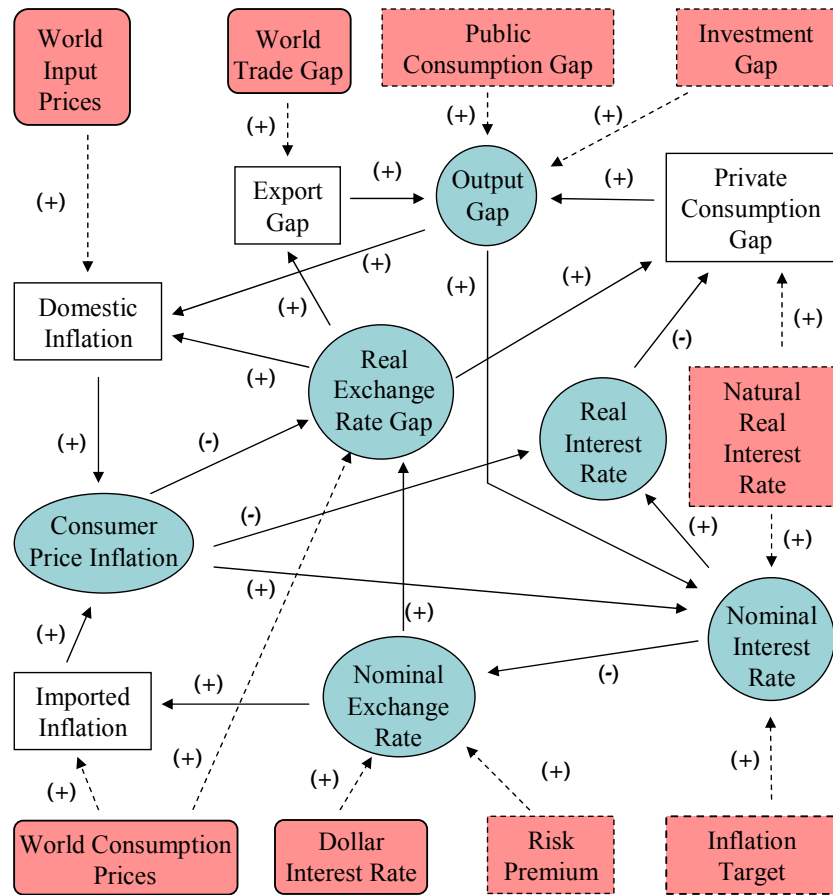 World
Input
Prices
World
Trade Gap
Public
Consumption Gap
Investment
Gap
(+)
(+)
(+)
(+)
(+)
(+)
Export
Gap
Output
Gap
(+)
Private
Consumption
Gap
(+)
(+)
(+)
(+)
(+)
Domestic
Inflation
(+)
Real
Exchange
Rate Gap
(-)
Real
Interest
Rate
Natural
Real
Interest
Rate
(+)
(-)
(-)
(+)
(+)
Consumer
Price Inflation
(+)
(+)
(+)
Nominal
Interest
Rate
(-)
Imported
Inflation
(+)
Nominal
Exchange
Rate
(+)
(+)
(+)
(+)
(+)
World Consumption
Prices
Dollar
Interest Rate
Risk
Premium
Inflation
Target